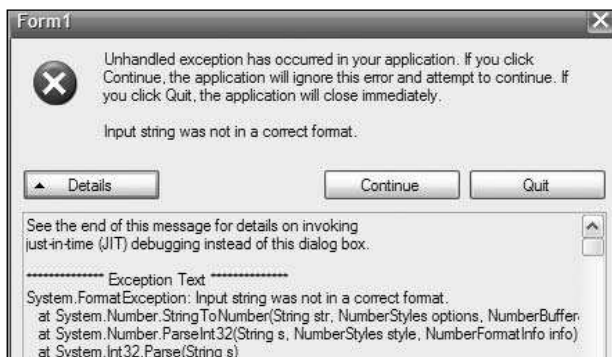 Form1
Unhandled exception has occurred in your application. If you click
Continue, the application will ignore this error and attempt to continue. If
you click Quit, the application will close immediately.
Input string was not in a correct format.
Details
Continue
Quit
See the end of this message for details on invoking
just-in-time (JIT) debugging instead of this dialog box.
************** Exception Text **************
System.FormatException: Input string was not in a correct format.
at System.Number.StringToNumber(String str, NumberStyles options, NumberBuffer
at System.Number.ParseInt32(String s, NumberStyles style, NumberFormatInfo info)
at System.Int32.Parse(String s)